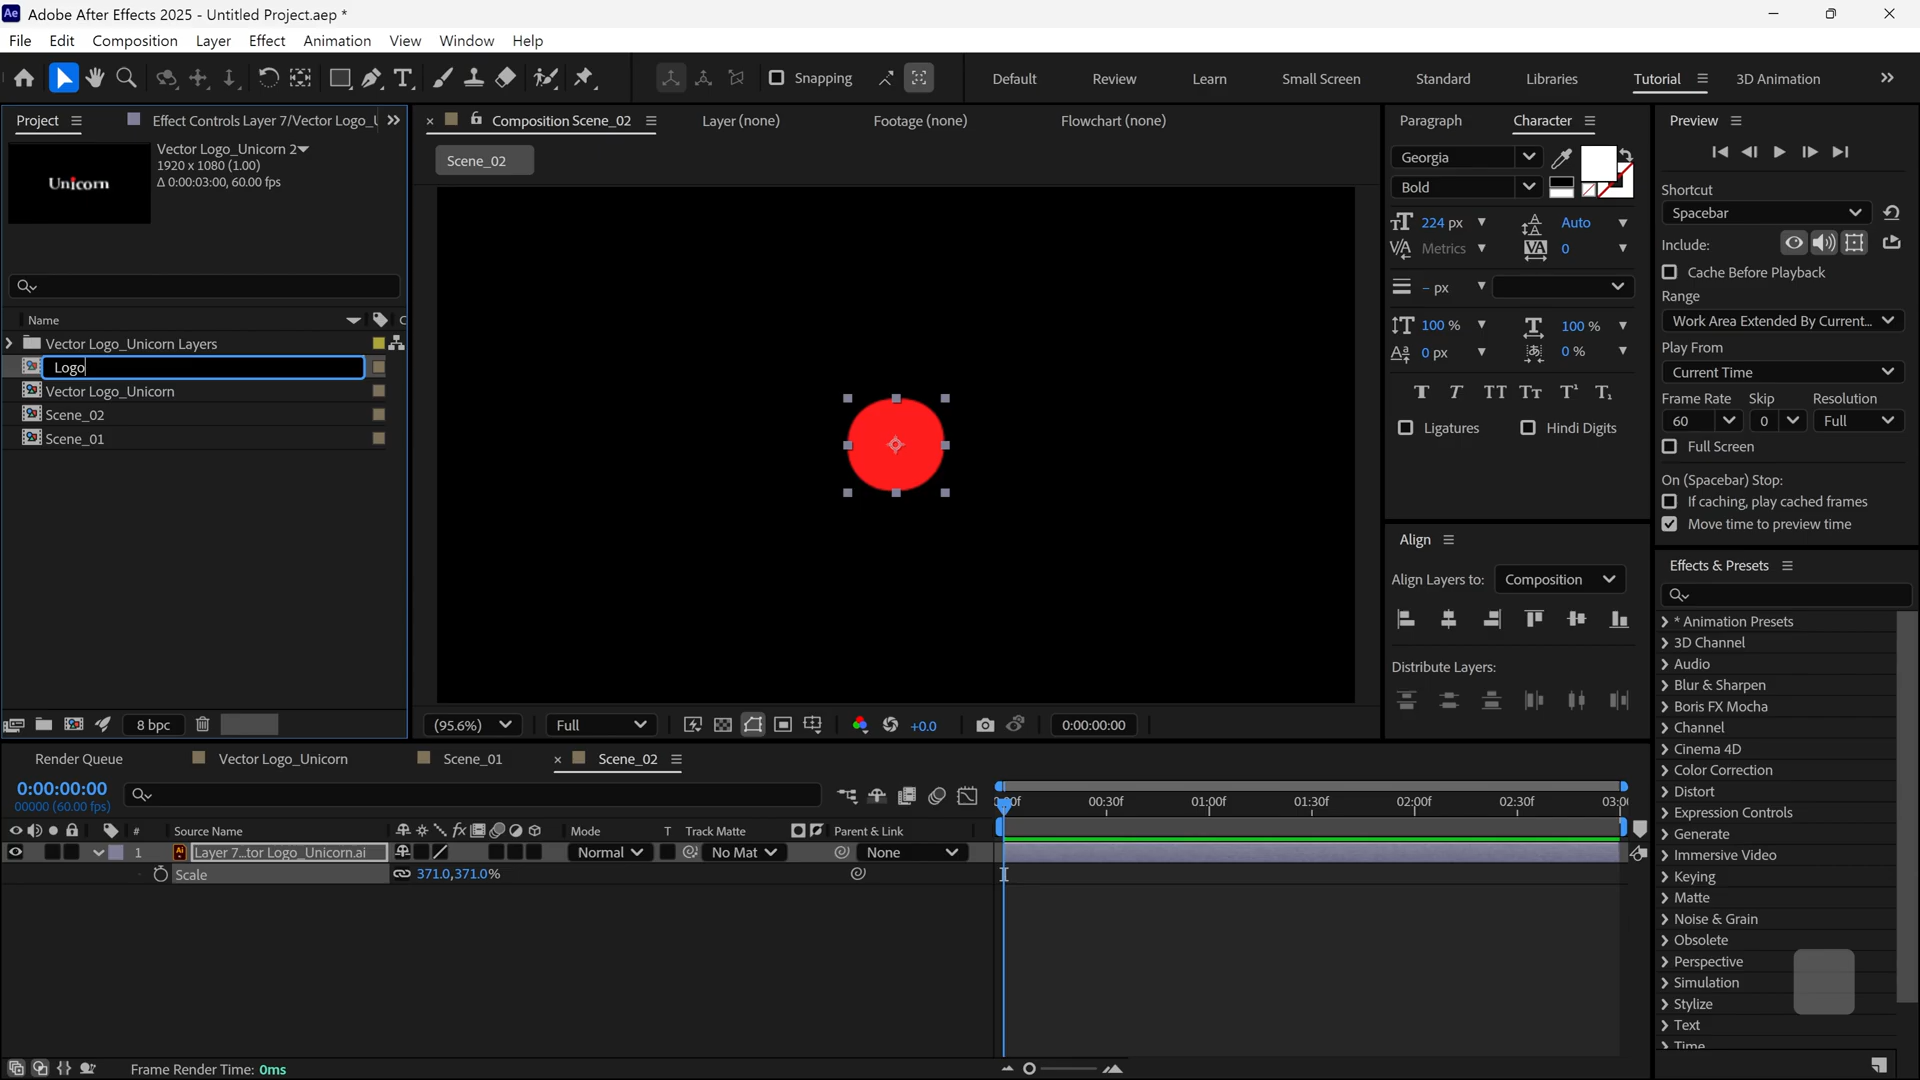 Ae Adobe After Effects 2025 - Untitled Project.aep *
File Edit Composition Layer Effect Animation View Window Help
Snapping Default Review Learn Small Screen Standard Libraries Tutorial 3D Animation
Project Effect Controls Layer 7/Vector Logo_U
Vector Logo_Unicorn 2
1920 x 1080 (1.00)
Δ 0:00:03:00, 60.00 fps
Unicorn
Name
Vector Logo_Unicorn Layers
Logo
Vector Logo_Unicorn
Scene_02
Scene_01
8 bpc
Composition Scene_02 Layer (none) Footage (none) Flowchart (none)
Scene_02
(95.6%) Full +0.0 0:00:00:00
Paragraph Character
Georgia
Bold
224 px Auto
Metrics 0
– px
100 % 100 %
0 px 0 %
Ligatures Hindi Digits
Align
Align Layers to: Composition
Distribute Layers:
Preview
Shortcut
Spacebar
Include:
Cache Before Playback
Range
Work Area Extended By Current...
Play From
Current Time
Frame Rate Skip Resolution
60 0 Full
Full Screen
On (Spacebar) Stop:
If caching, play cached frames
Move time to preview time
Effects & Presets
* Animation Presets
3D Channel
Audio
Blur & Sharpen
Boris FX Mocha
Channel
Cinema 4D
Color Correction
Distort
Expression Controls
Generate
Immersive Video
Keying
Matte
Noise & Grain
Obsolete
Perspective
Simulation
Stylize
Text
Time
Render Queue Vector Logo_Unicorn Scene_01 Scene_02
0:00:00:00
00000 (60.00 fps)
00:30f 01:00f 01:30f 02:00f 02:30f
# Source Name Mode T Track Matte Parent & Link
1 Layer 7...tor Logo_Unicorn.ai Normal No Mat None
Scale 371.0,371.0%
Frame Render Time: 0ms